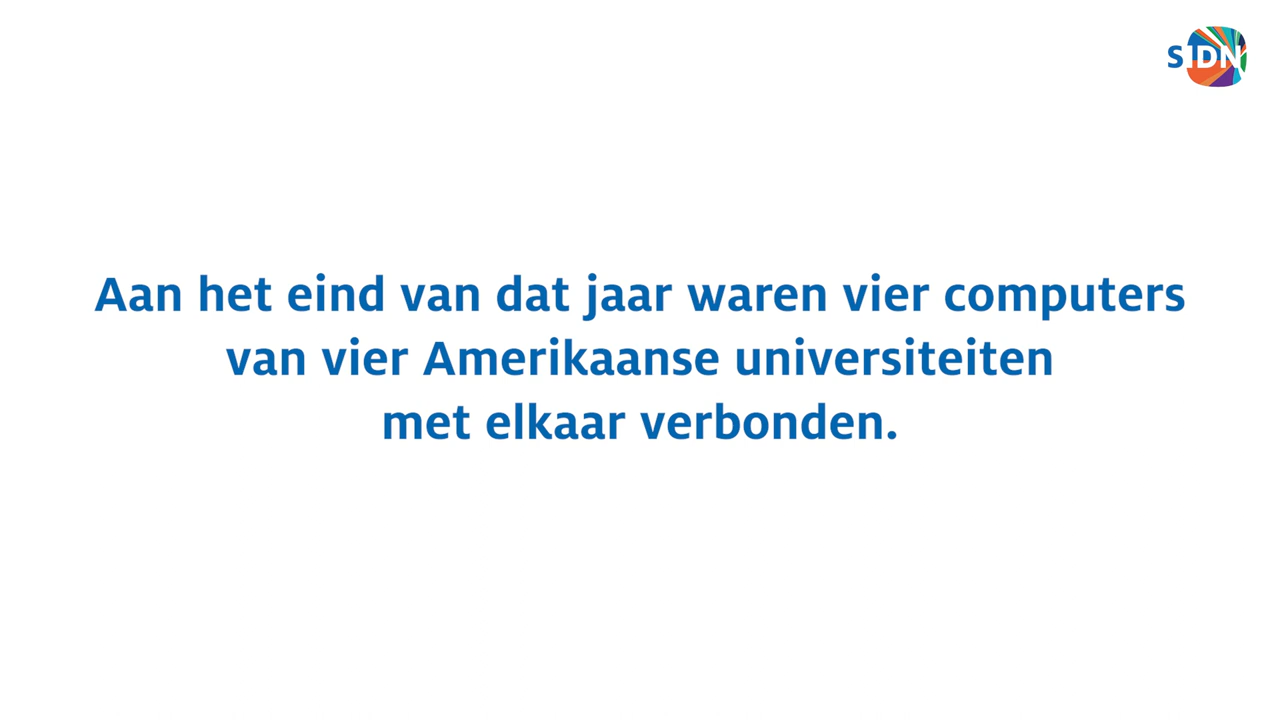 SIDN
Aan het eind van dat jaar waren vier computers
van vier Amerikaanse universiteiten
met elkaar verbonden.